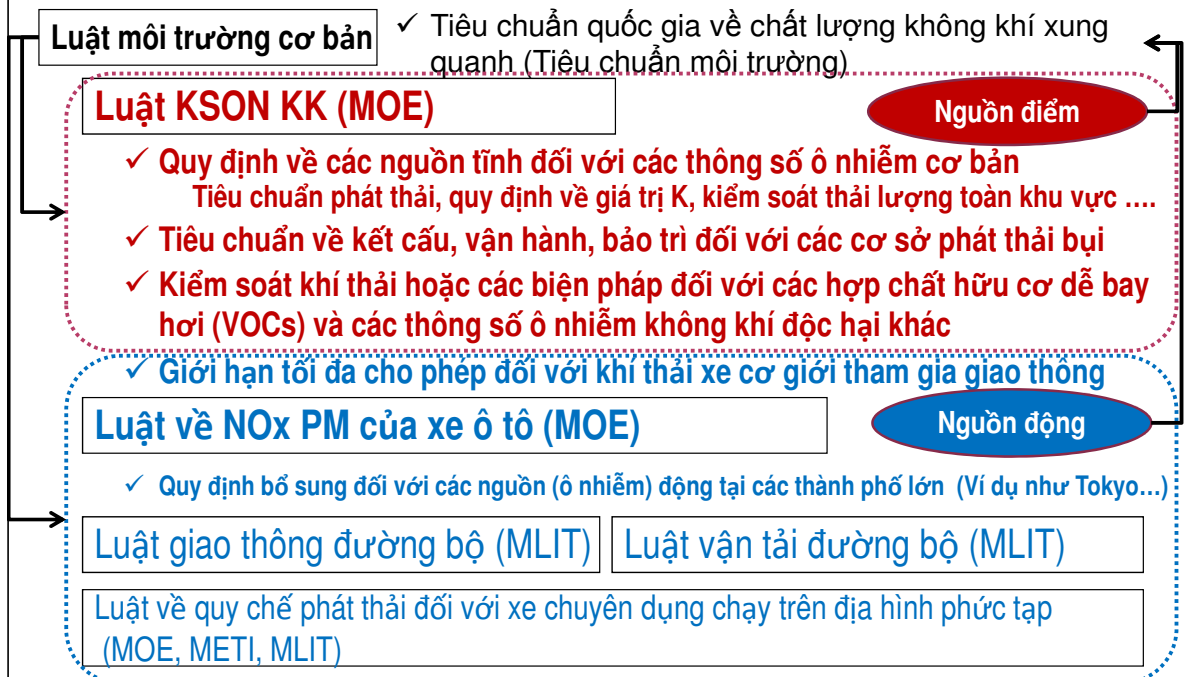 Luật môi trường cơ bản
✓ Tiêu chuẩn quốc gia về chất lượng không khí xung
quanh (Tiêu chuẩn môi trường)
Luật KSON KK (MOE)
Nguồn điểm
✓ Quy định về các nguồn tĩnh đối với các thông số ô nhiễm cơ bản
Tiêu chuẩn phát thải, quy định về giá trị K, kiểm soát thải lượng toàn khu vực ....
✓ Tiêu chuẩn về kết cấu, vận hành, bảo trì đối với các cơ sở phát thải bụi
✓ Kiểm soát khí thải hoặc các biện pháp đối với các hợp chất hữu cơ dễ bay
hơi (VOCs) và các thông số ô nhiễm không khí độc hại khác
✓ Giới hạn tối đa cho phép đối với khí thải xe cơ giới tham gia giao thông
Luật về NOx PM của xe ô tô (MOE)
Nguồn động
✓ Quy định bổ sung đối với các nguồn (ô nhiễm) động tại các thành phố lớn (Ví dụ như Tokyo...)
Luật giao thông đường bộ (MLIT)
Luật vận tải đường bộ (MLIT)
Luật về quy chế phát thải đối với xe chuyên dụng chạy trên địa hình phức tạp
(MOE, METI, MLIT)